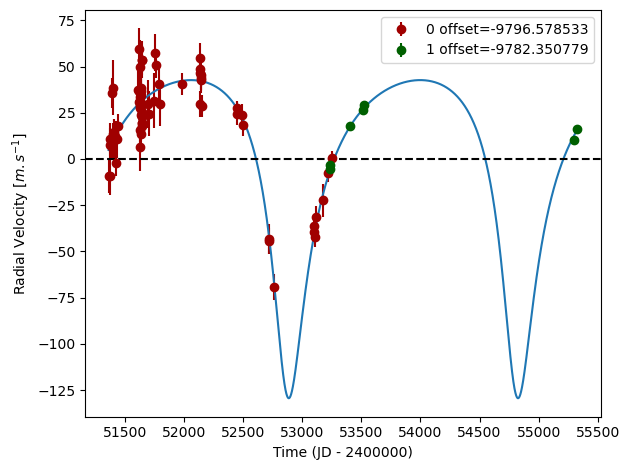 0 offset=-9796.578533
1 offset=-9782.350779
75
50
25
0
−25
−50
−75
−100
−125
Radial Velocity [m.s⁻¹]
51500 52000 52500 53000 53500 54000 54500 55000 55500
Time (JD - 2400000)